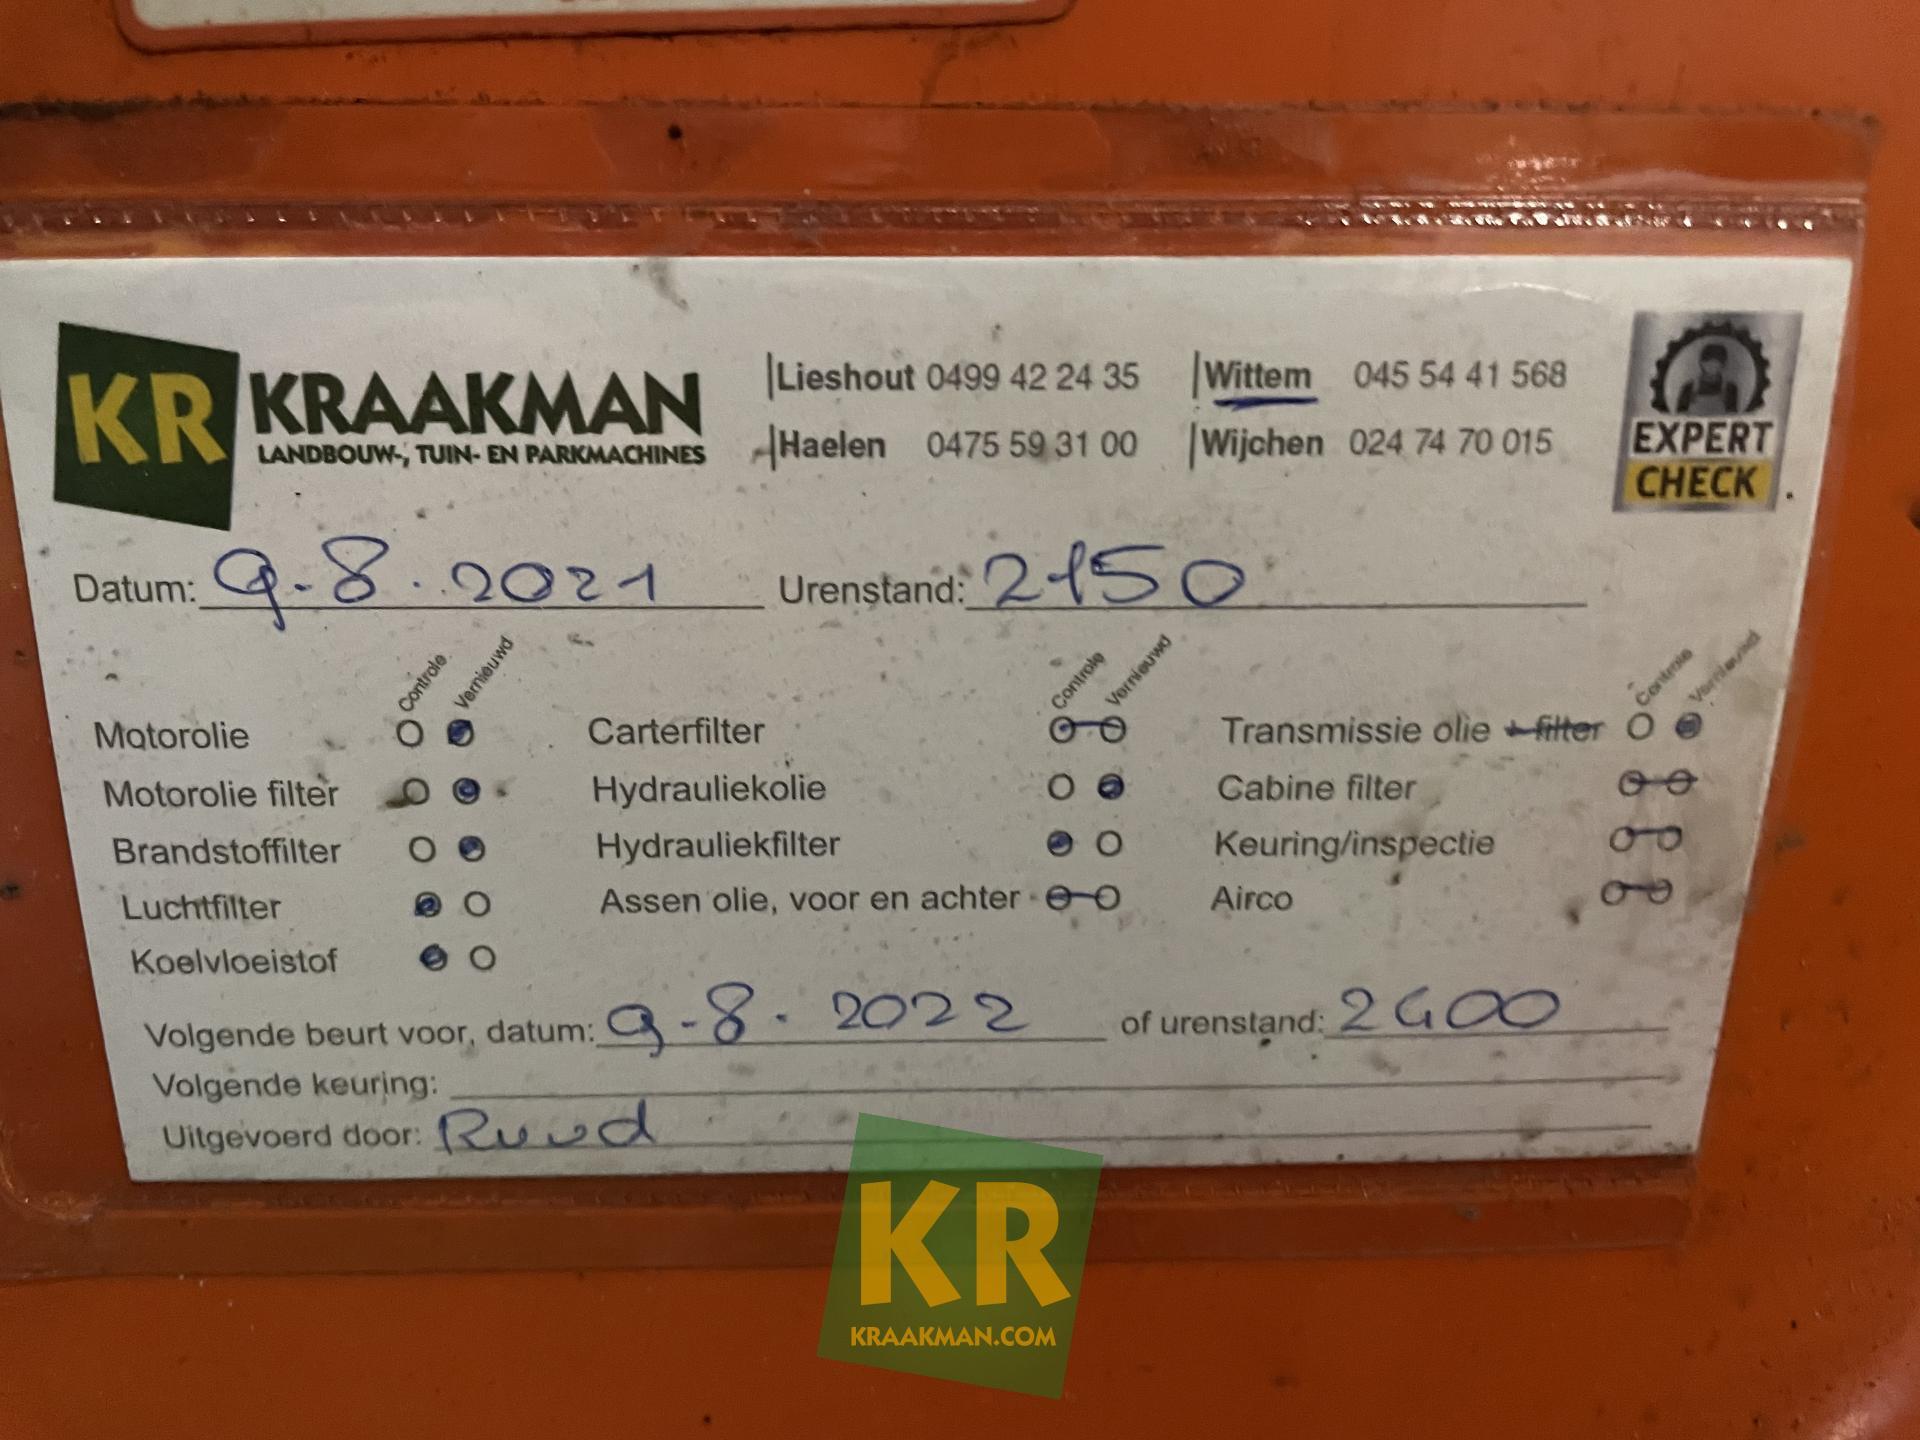 KR KRAAKMAN
LANDBOUW-, TUIN- EN PARKMACHINES
Lieshout 0499 42 24 35
Wittem 045 54 41 568
Haelen 0475 59 31 00
Wijchen 024 74 70 015
EXPERT
CHECK
Datum: 9-8.2021 Urenstand: 2150
Controle Vernieuwd Controle Vernieuwd Controle Vernieuwd
Motorolie Carterfilter Transmissie olie + filter
Motorolie filter Hydrauliekolie Cabine filter
Brandstoffilter Hydrauliekfilter Keuring/inspectie
Luchtfilter Assen olie, voor en achter Airco
Koelvloeistof
Volgende beurt voor, datum: 9-8.2022 of urenstand: 2400
Volgende keuring:
Uitgevoerd door: Ruud
KR
KRAAKMAN.COM